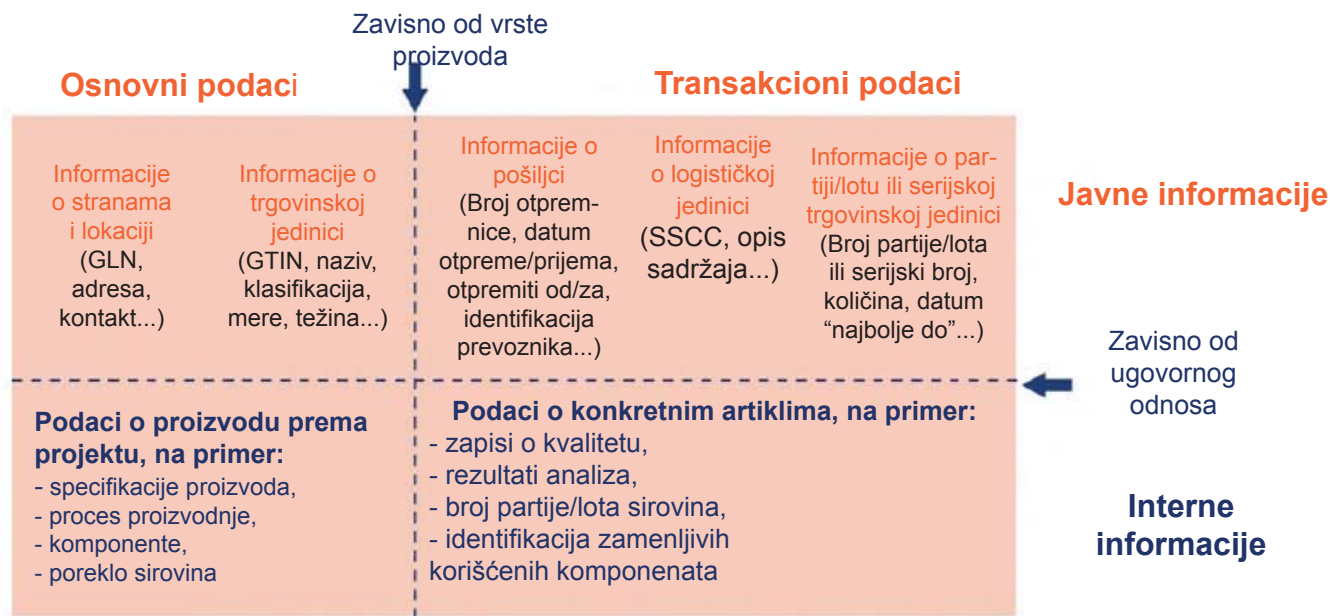 Zavisno od vrste
proizvoda
Osnovni podaci
Transakcioni podaci
Informacije
o stranama
i lokaciji
(GLN,
adresa,
kontakt...)
Informacije o
trgovinskoj
jedinici
(GTIN, naziv,
klasifikacija,
mere, težina...)
Informacije o
pošiljci
(Broj otprem-
nice, datum
otpreme/prijema,
otpremiti od/za,
identifikacija
prevoznika...)
Informacije
o logističkoj
jedinici
(SSCC, opis
sadržaja...)
Informacije o par-
tiji/lotu ili serijskoj
trgovinskoj jedinici
(Broj partije/lota
ili serijski broj,
količina, datum
“najbolje do”...)
Javne informacije
Zavisno od
ugovornog
odnosa
Podaci o proizvodu prema
projektu, na primer:
- specifikacije proizvoda,
- proces proizvodnje,
- komponente,
- poreklo sirovina
Podaci o konkretnim artiklima, na primer:
- zapisi o kvalitetu,
- rezultati analiza,
- broj partije/lota sirovina,
- identifikacija zamenljivih
korišćenih komponenata
Interne
informacije